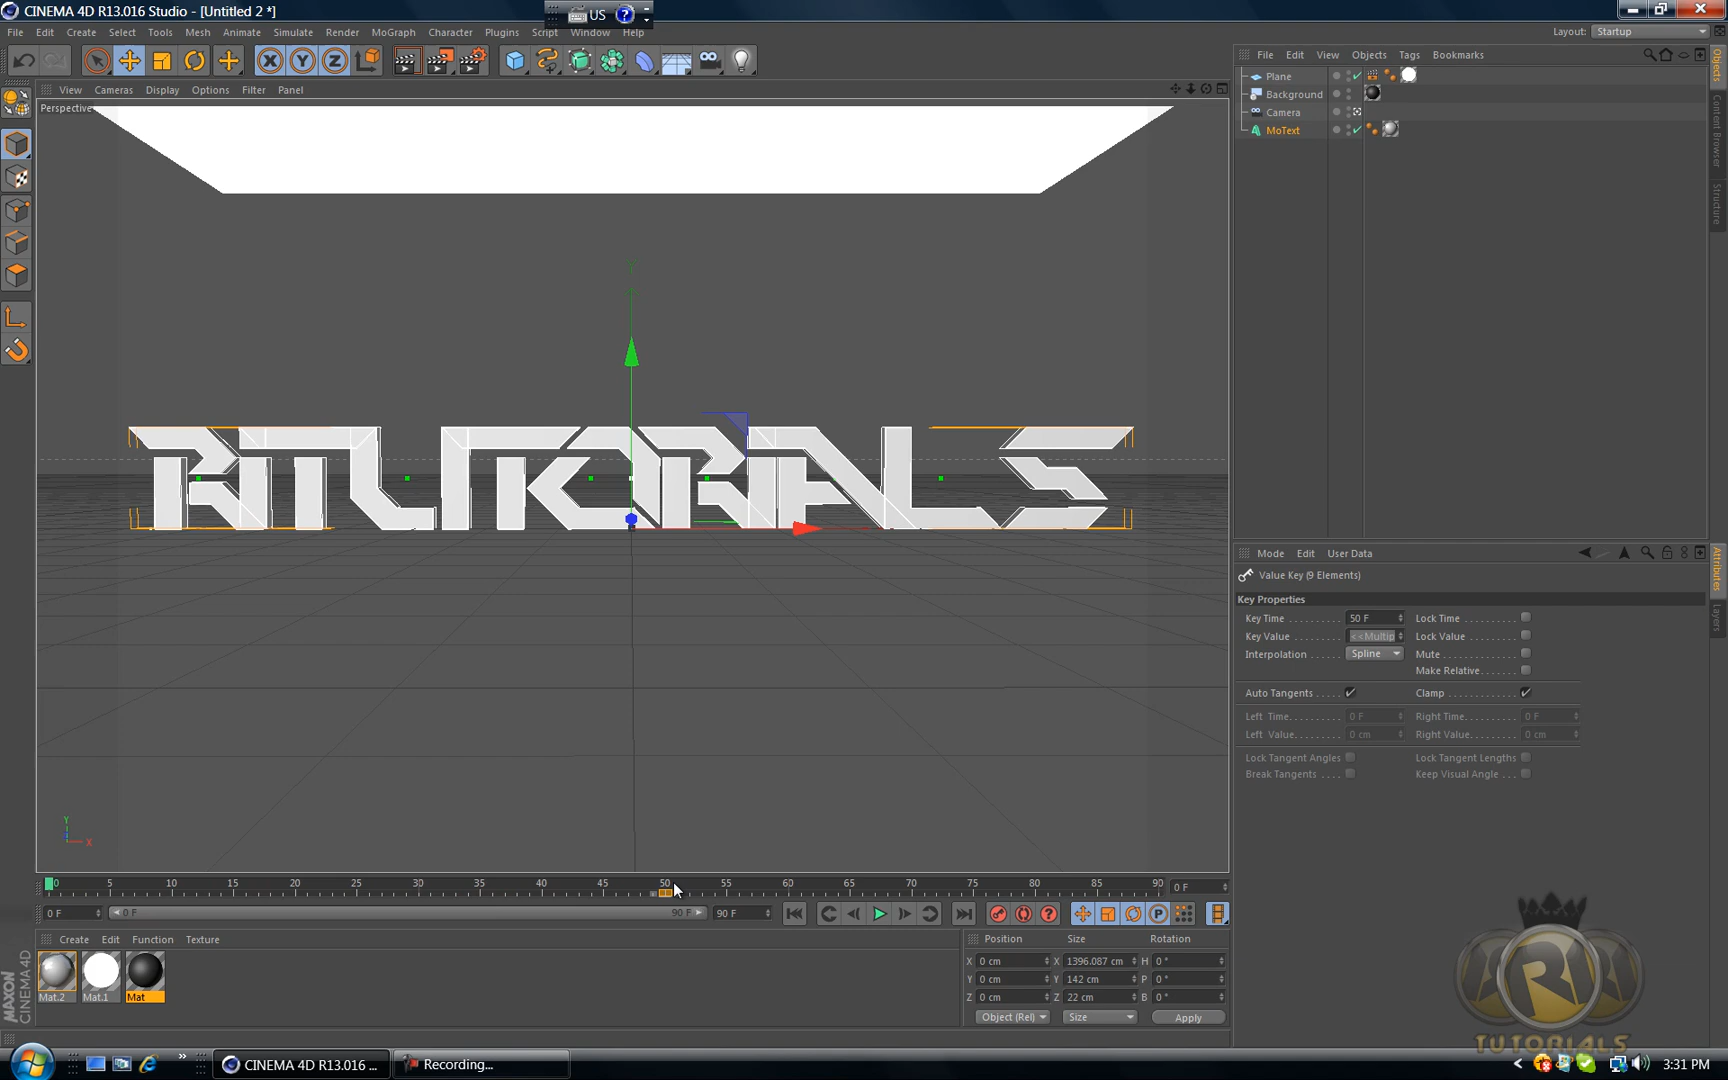 CINEMA 4D R13.016 Studio - [Untitled 2 *]
US
File Edit Create Select Tools Mesh Animate Simulate Render MoGraph Character Plugins Script Window Help
Layout: Startup
View Cameras Display Options Filter Panel
Perspective
File Edit View Objects Tags Bookmarks
Plane
Background
Camera
MoText
Objects
Content Browser
Structure
RTUTORIALS
Y
X
Mode Edit User Data
Value Key (9 Elements)
Key Properties
Key Time 50 F Lock Time
Key Value <<Multip Lock Value
Interpolation Spline Mute
Make Relative
Auto Tangents Clamp
Left Time 0 F Right Time 0 F
Left Value 0 cm Right Value 0 cm
Lock Tangent Angles Lock Tangent Lengths
Break Tangents Keep Visual Angle
Attributes
Layers
0 5 10 15 20 25 30 35 40 45 50 55 60 65 70 75 80 85 90 0 F
0 F 0 F 90 F 90 F
Create Edit Function Texture
Mat.2 Mat.1 Mat
MAXON CINEMA 4D
Position Size Rotation
X 0 cm X 1396.087 cm H 0 °
Y 0 cm Y 142 cm P 0 °
Z 0 cm Z 22 cm B 0 °
Object (Rel) Size Apply
R
TUTORIALS
CINEMA 4D R13.016 ...
Recording...
3:31 PM